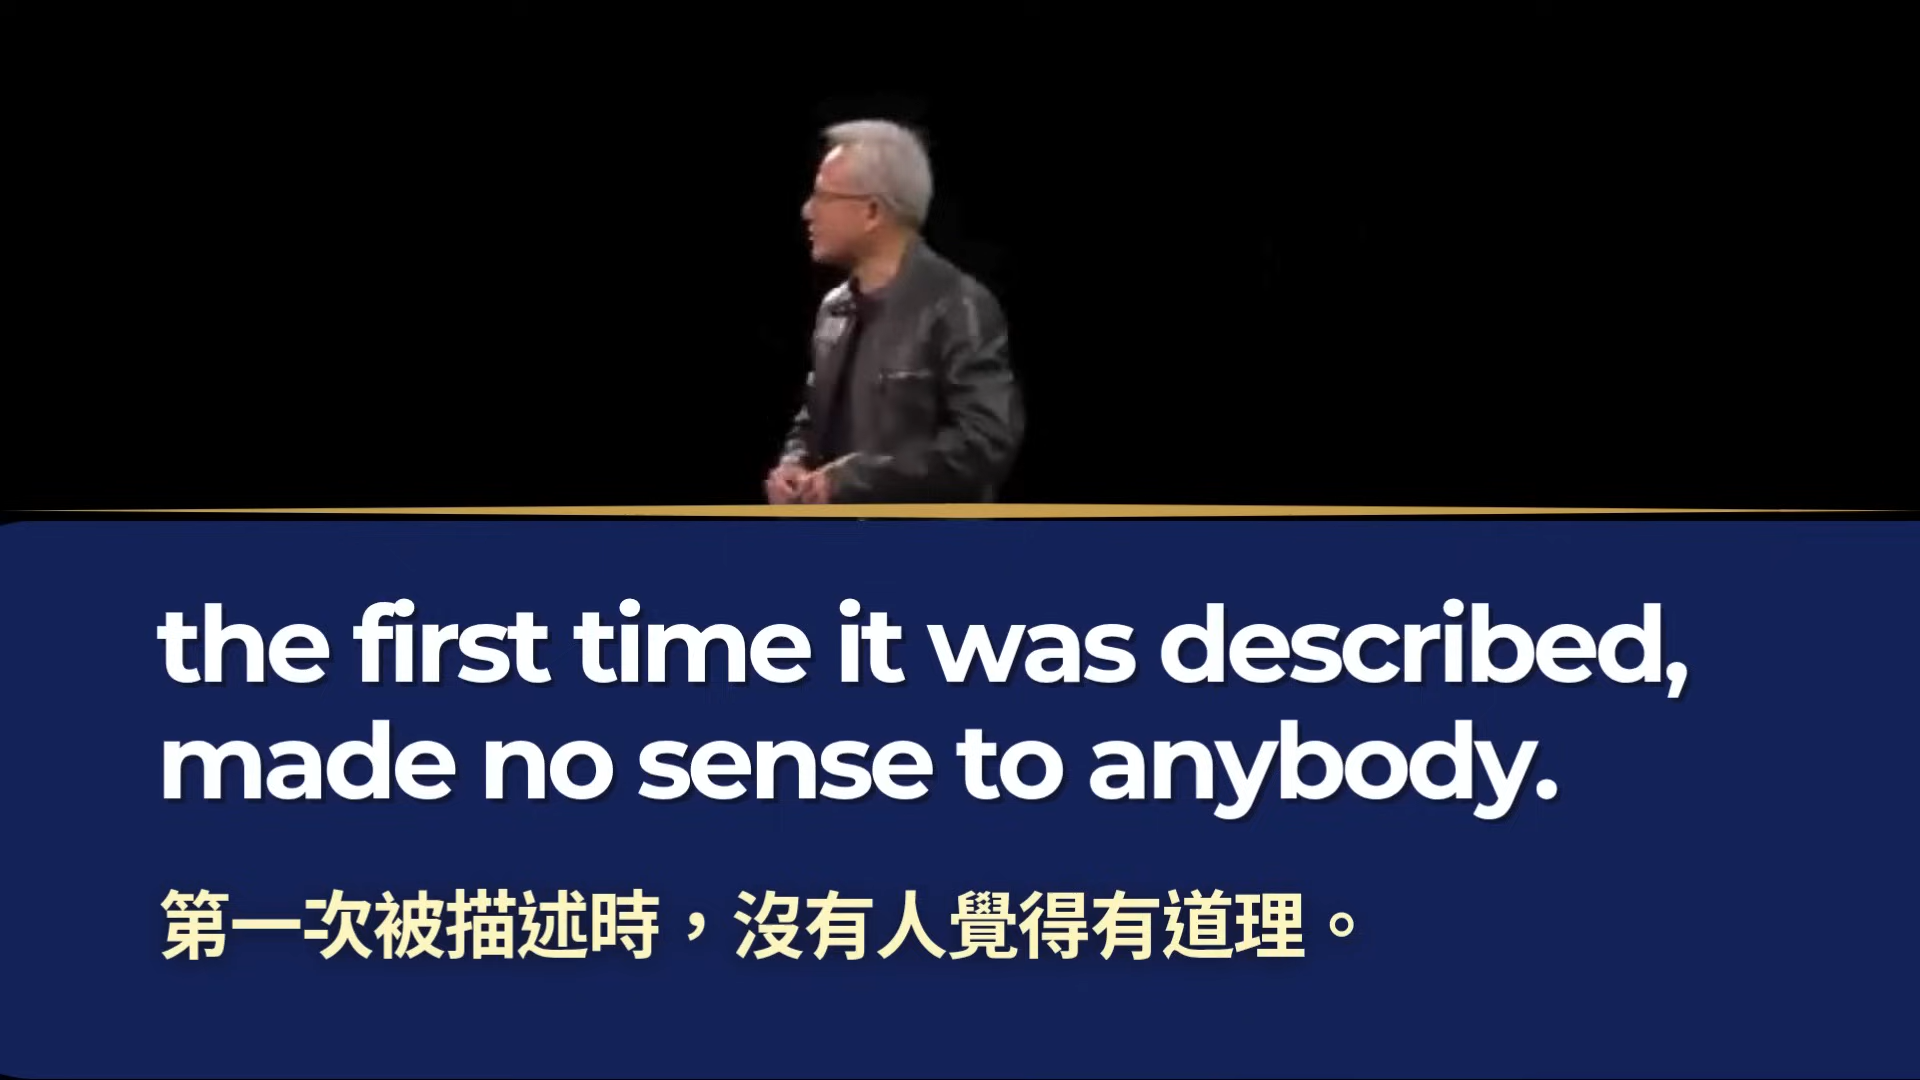 the first time it was described,
made no sense to anybody.
第一次被描述時，沒有人覺得有道理。